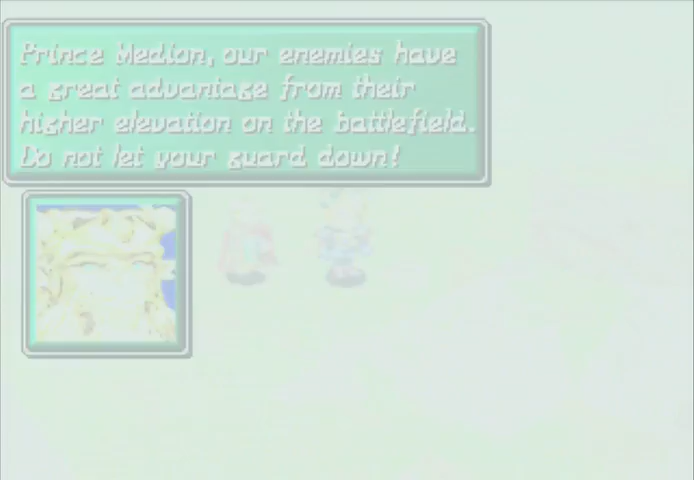 Prince Medion, our enemies have
a great advantage from their
higher elevation on the battlefield.
Do not let your guard down!